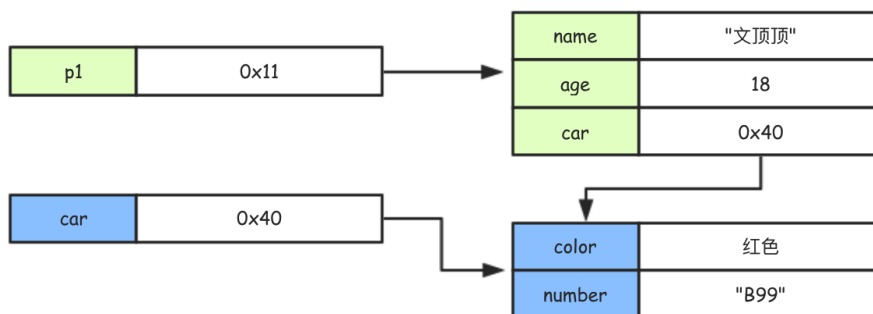 name "文顶顶"
p1 0x11
age 18
car 0x40
car 0x40
color 红色
number "B99"